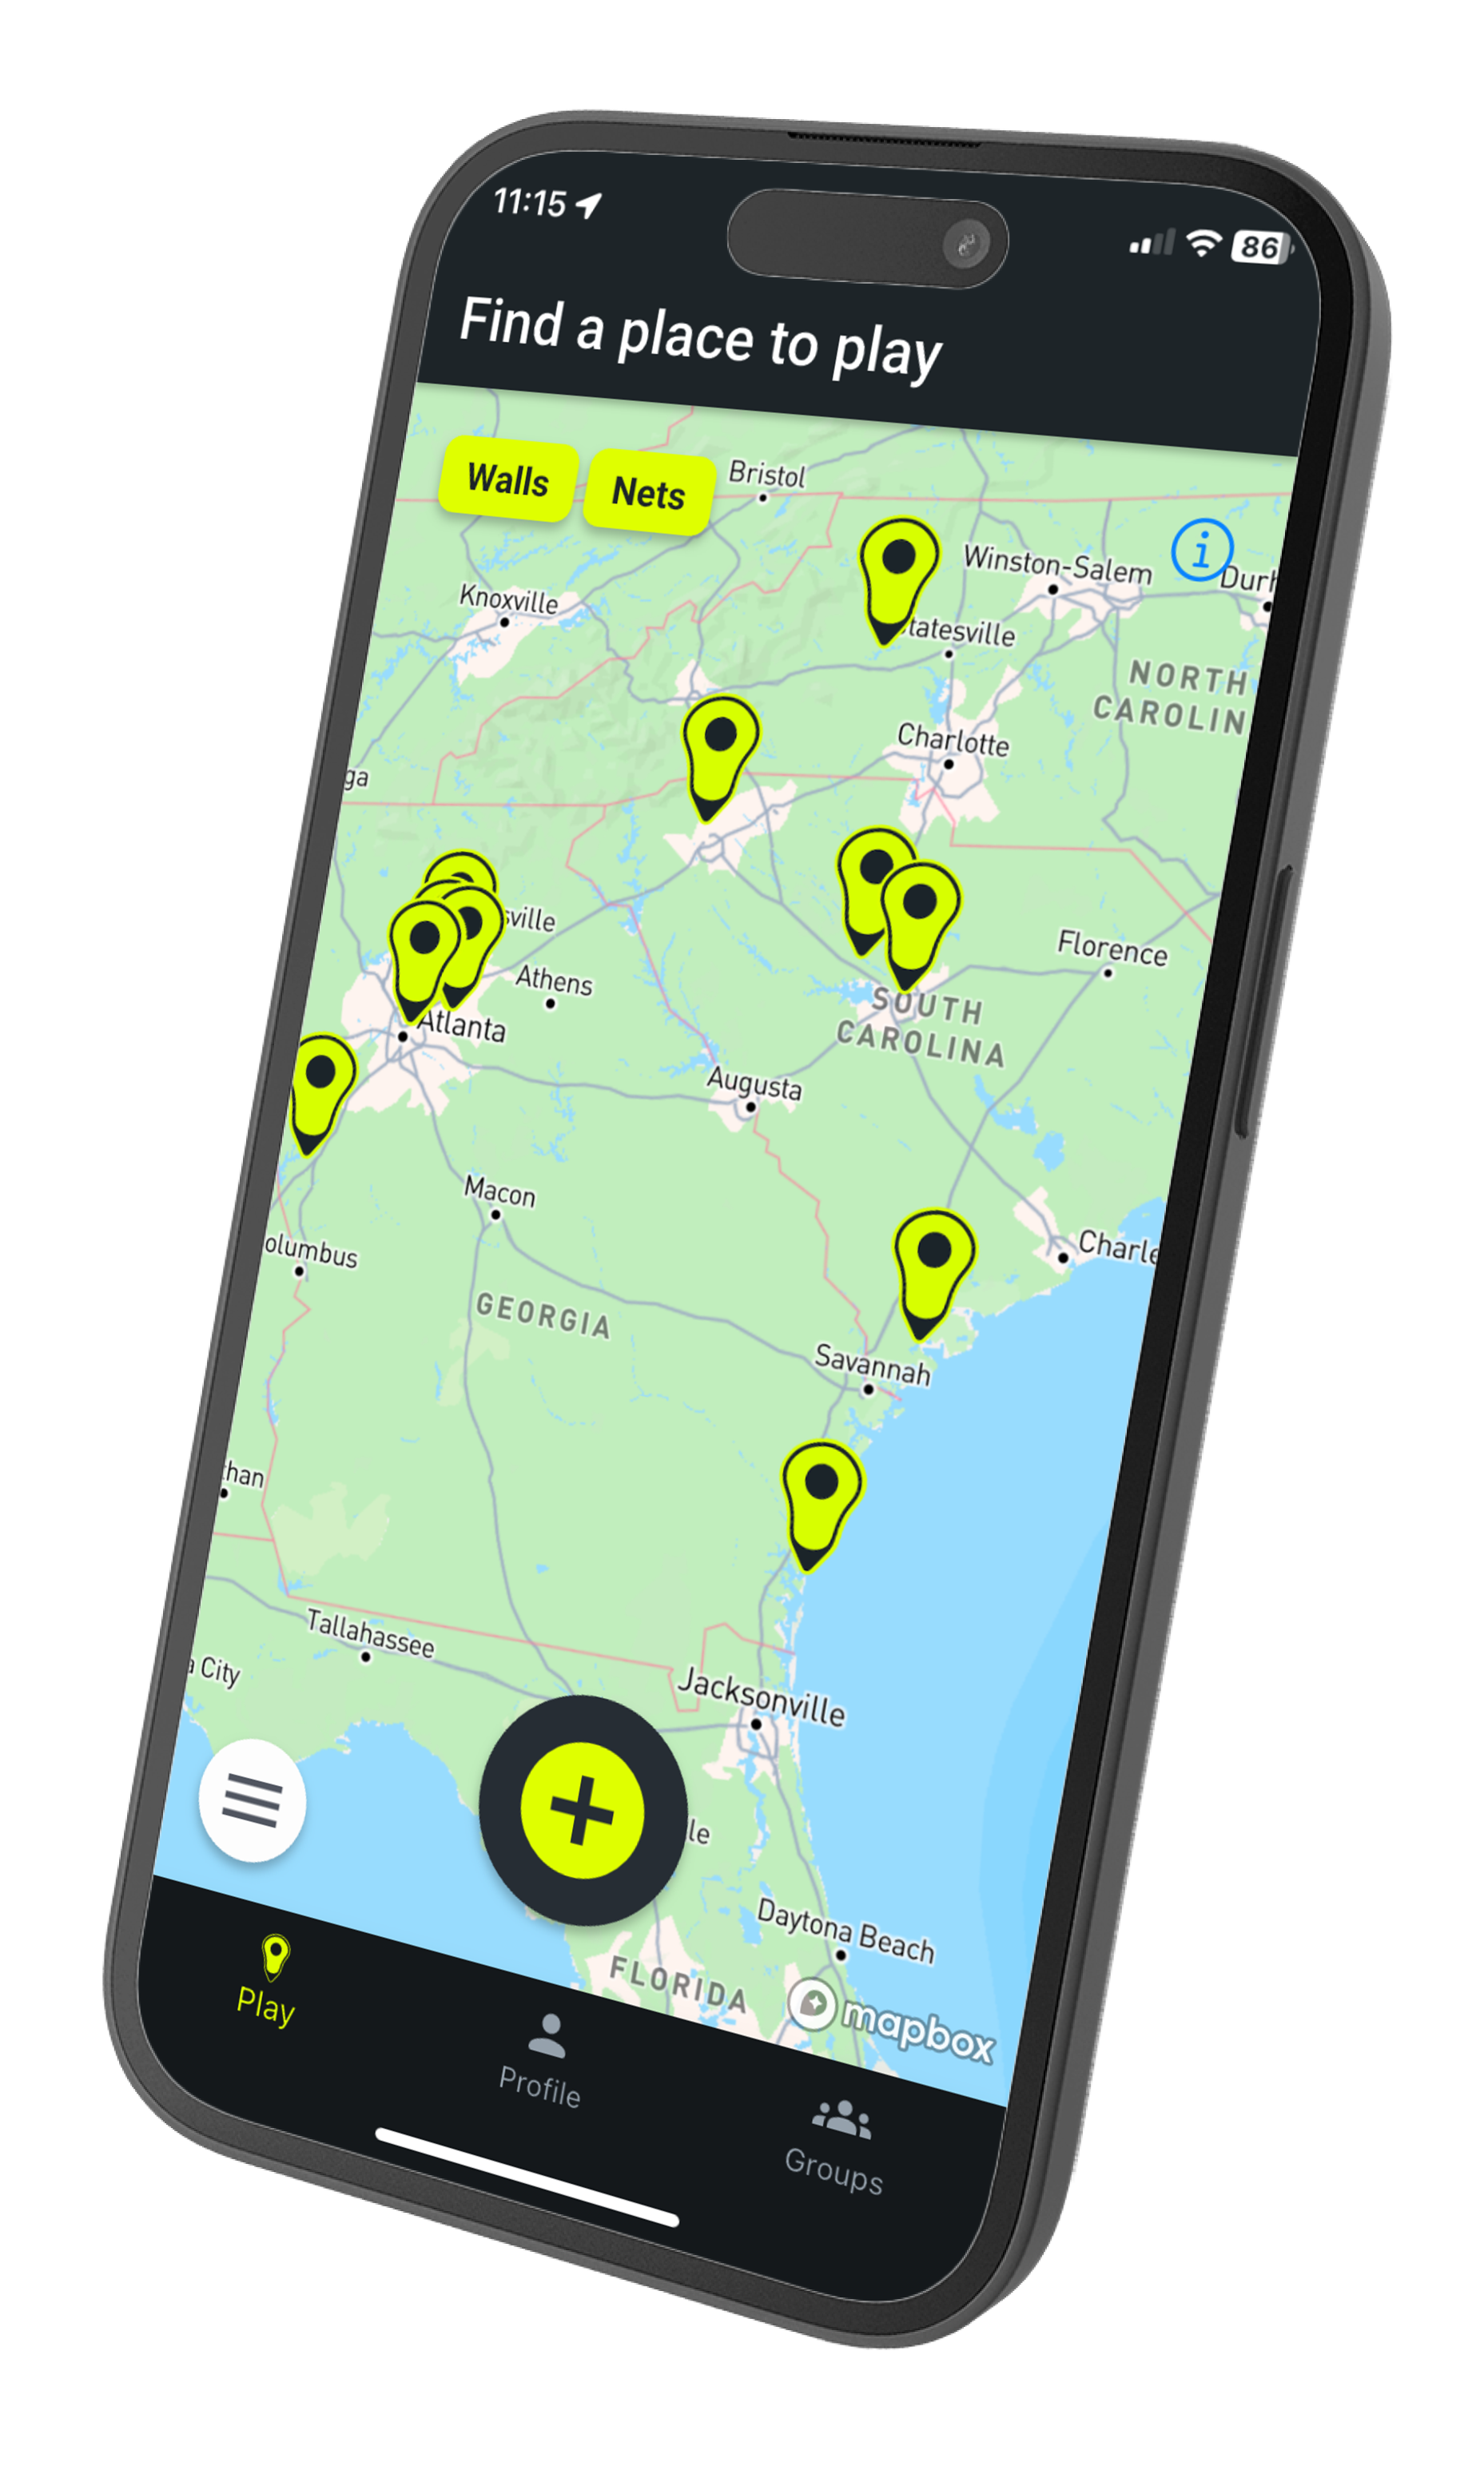 11:15
86
Find a place to play
Walls
Nets
Bristol
Winston-Salem
i
Durh
Knoxville
tatesville
NORTH
CAROLIN
Charlotte
ga
sville
Florence
Athens
SOUTH
CAROLINA
Atlanta
Augusta
Macon
Charle
olumbus
GEORGIA
Savannah
than
Tallahassee
a City
Jacksonville
le
Daytona Beach
FLORIDA
mapbox
Play
Profile
Groups